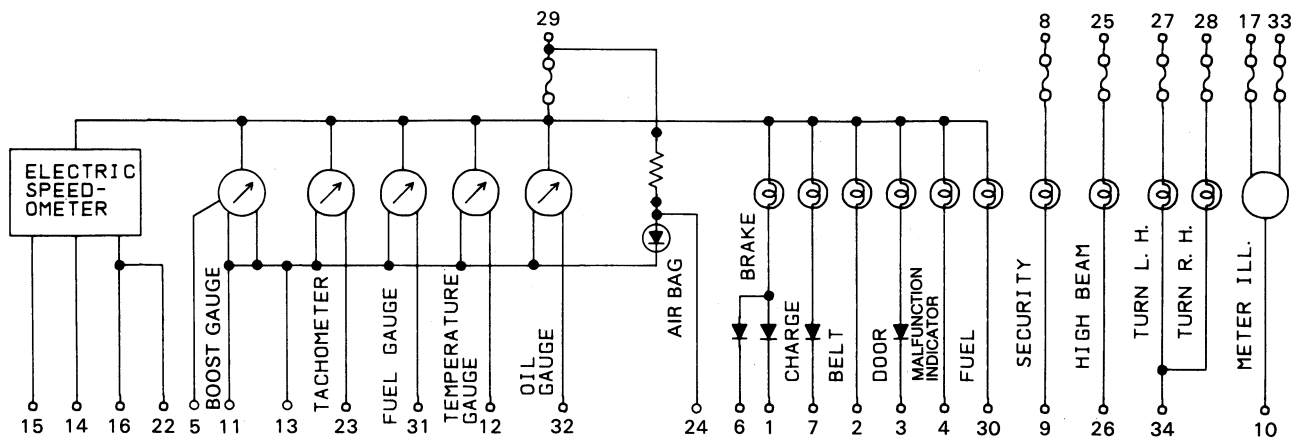 29
8
25
27
28
17
33
ELECTRIC
SPEED-
OMETER
BOOST GAUGE
TACHOMETER
FUEL GAUGE
TEMPERATURE
GAUGE
OIL
GAUGE
AIR BAG
BRAKE
CHARGE
BELT
DOOR
MALFUNCTION
INDICATOR
FUEL
SECURITY
HIGH BEAM
TURN L. H.
TURN R. H.
METER ILL.
15
14
16
22
5
11
13
23
31
12
32
24
6
1
7
2
3
4
30
9
26
34
10